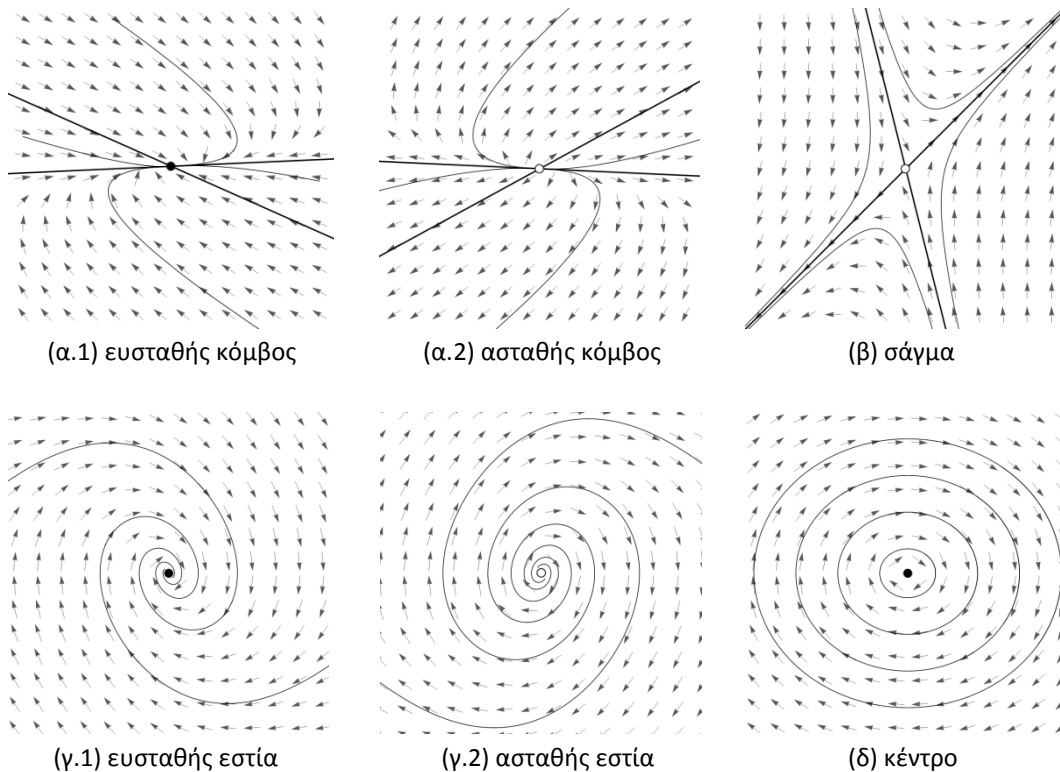 (α.1) ευσταθής κόμβος
(α.2) ασταθής κόμβος
(β) σάγμα
(γ.1) ευσταθής εστία
(γ.2) ασταθής εστία
(δ) κέντρο